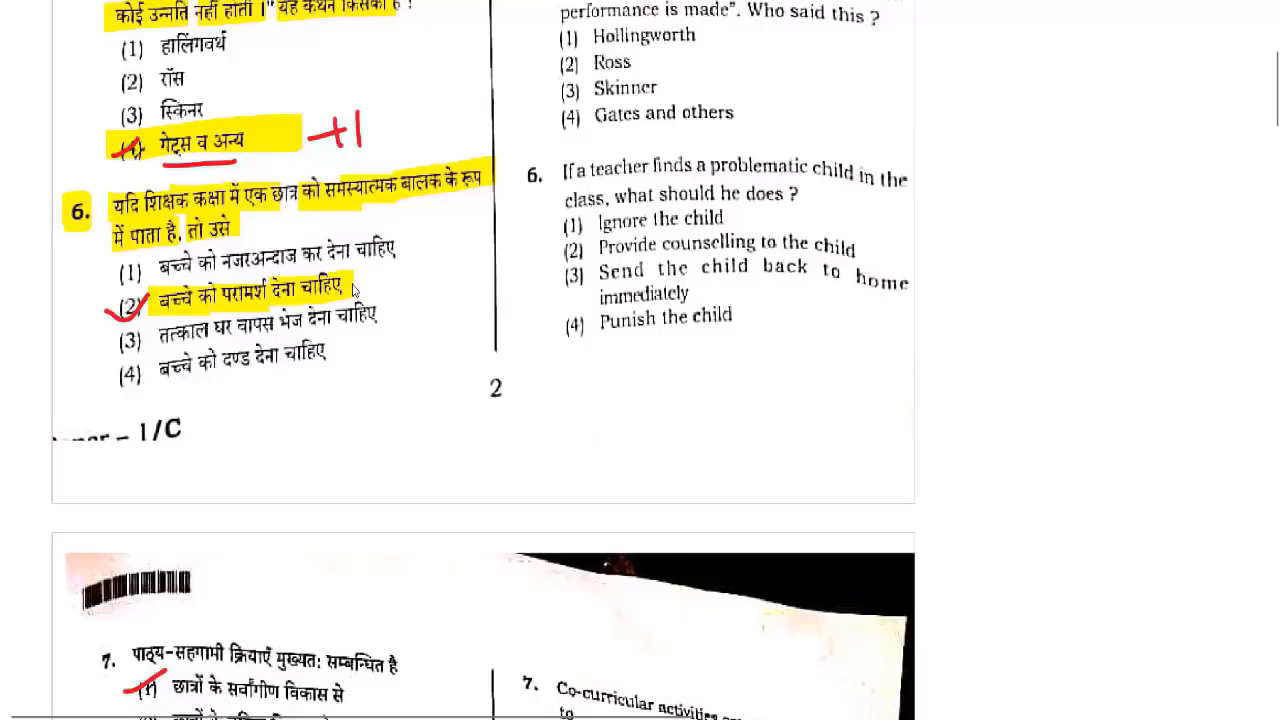 कोई उन्नति नहीं होती ।" यह कथन किसका है ?
(1) हालिंगवर्थ
(2) रॉस
(3) स्किनर
(4) गेट्स व अन्य +1
6. यदि शिक्षक कक्षा में एक छात्र को समस्यात्मक बालक के रूप
में पाता है, तो उसे
(1) बच्चे को नजरअन्दाज कर देना चाहिए
(2) बच्चे को परामर्श देना चाहिए
(3) तत्काल घर वापस भेज देना चाहिए
(4) बच्चे को दण्ड देना चाहिए
performance is made". Who said this ?
(1) Hollingworth
(2) Ross
(3) Skinner
(4) Gates and others
6. If a teacher finds a problematic child in the
class, what should he does ?
(1) Ignore the child
(2) Provide counselling to the child
(3) Send the child back to home
immediately
(4) Punish the child
2
– 1/C
7. पाठ्य-सहगामी क्रियाएँ मुख्यतः सम्बन्धित है
(1) छात्रों के सर्वांगीण विकास से
7. Co-curricular activities
to